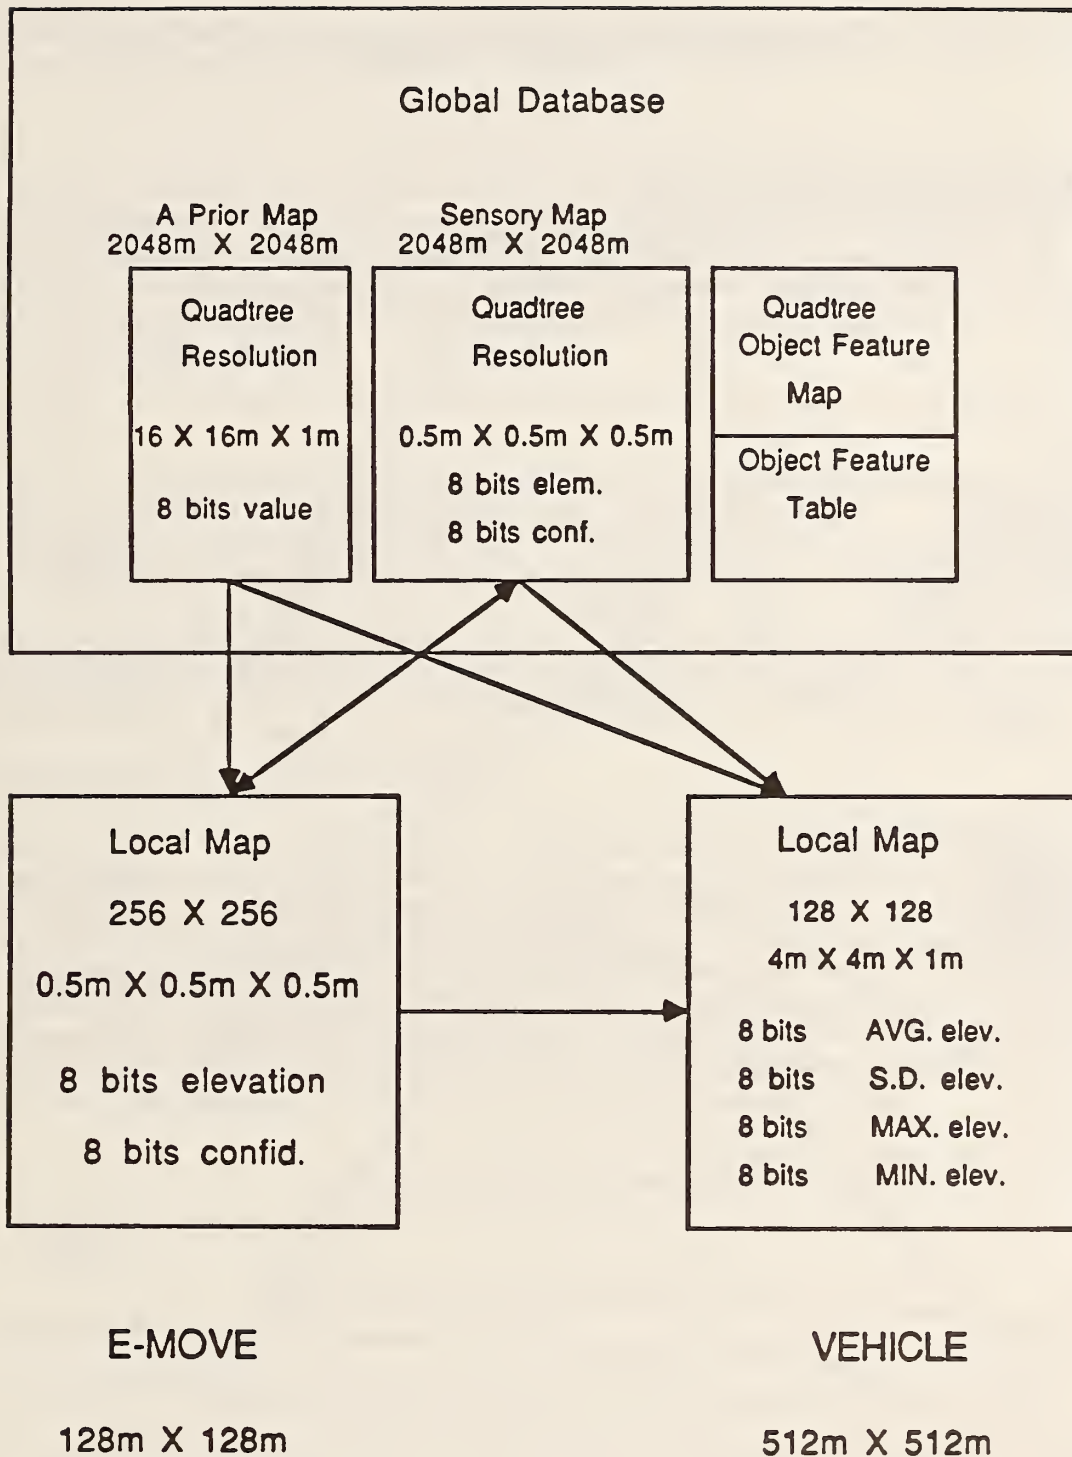 Global Database
A Prior Map
2048m X 2048m
Sensory Map
2048m X 2048m
Quadtree
Resolution
16 X 16m X 1m
8 bits value
Quadtree
Resolution
0.5m X 0.5m X 0.5m
8 bits elem.
8 bits conf.
Quadtree
Object Feature
Map
Object Feature
Table
Local Map
256 X 256
0.5m X 0.5m X 0.5m
8 bits elevation
8 bits confid.
Local Map
128 X 128
4m X 4m X 1m
8 bits AVG. elev.
8 bits S.D. elev.
8 bits MAX. elev.
8 bits MIN. elev.
E-MOVE
128m X 128m
VEHICLE
512m X 512m